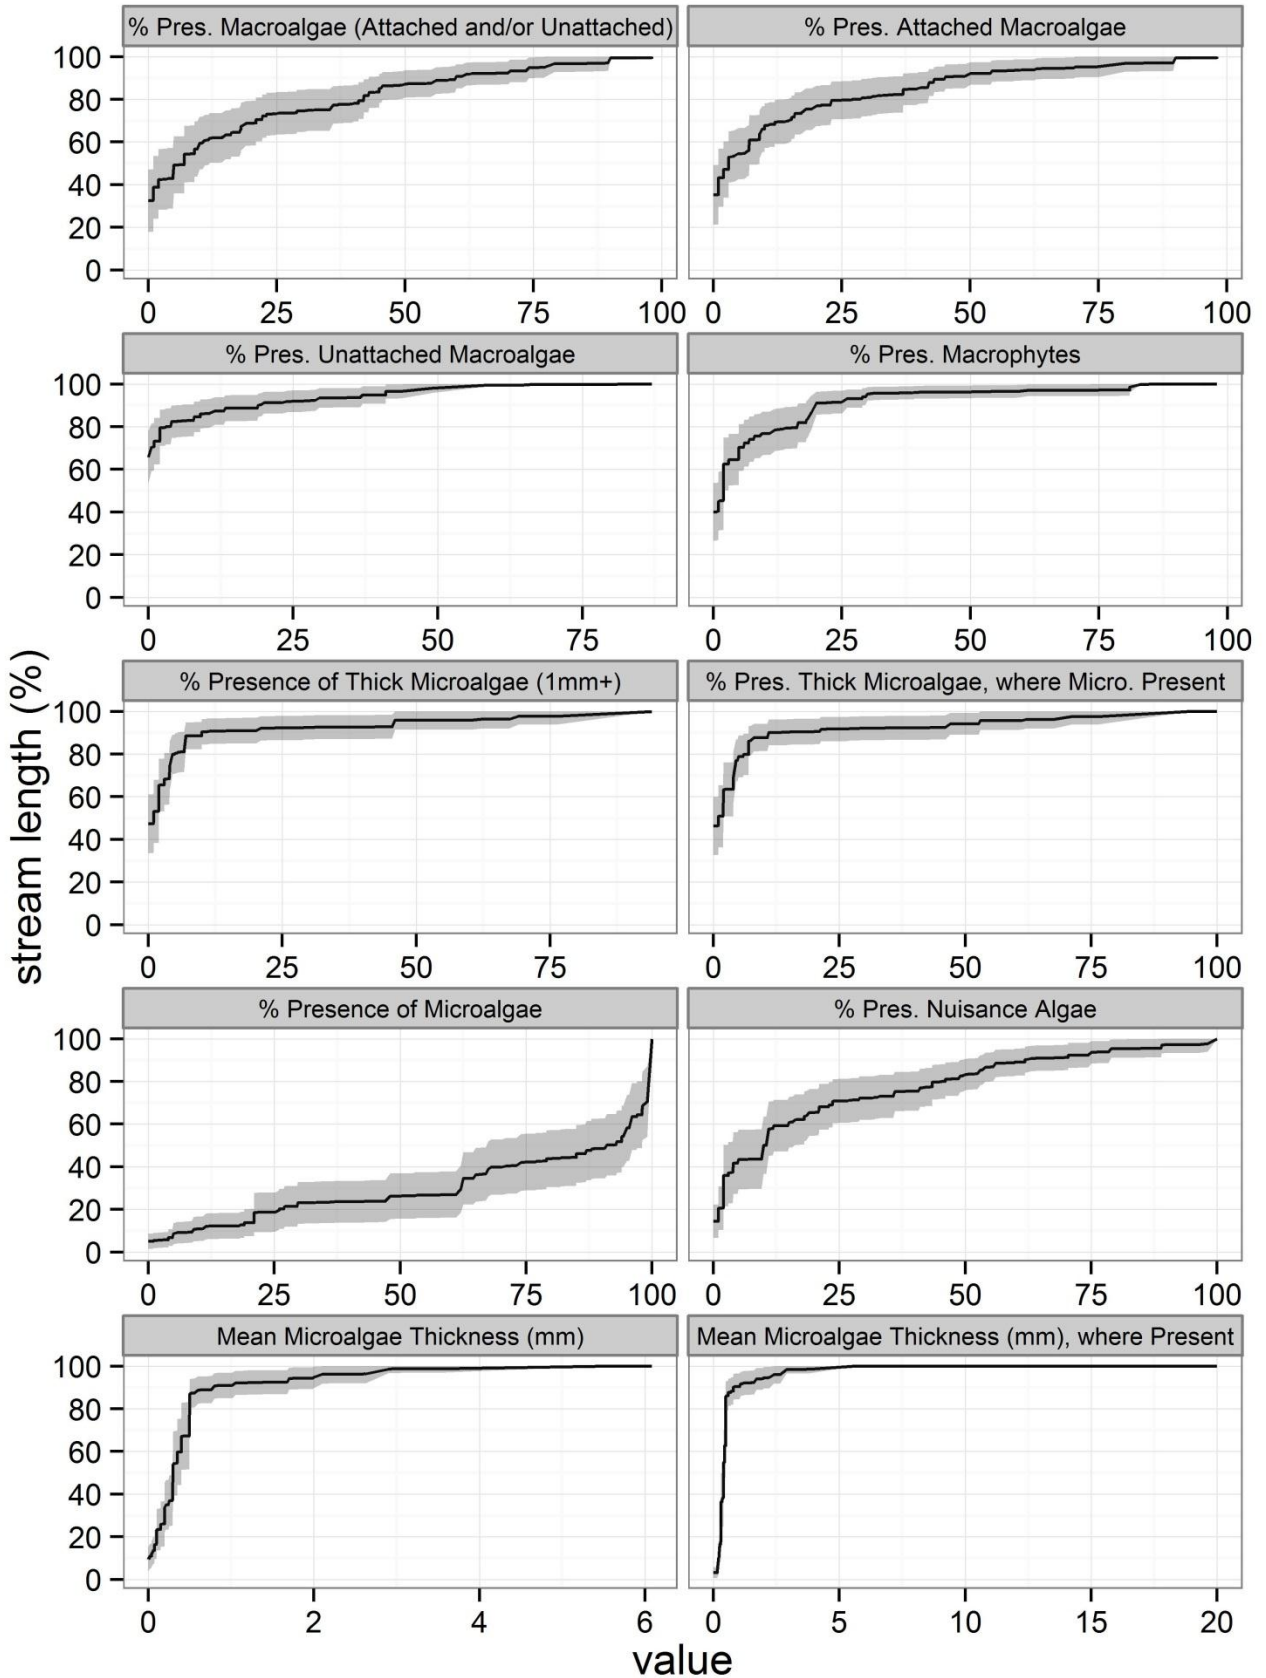 % Pres. Macroalgae (Attached and/or Unattached)
% Pres. Attached Macroalgae
100
80
60
40
20
0
0 25 50 75 100
0 25 50 75 100
% Pres. Unattached Macroalgae
% Pres. Macrophytes
100
80
60
40
20
0
0 25 50 75
0 25 50 75 100
stream length (%)
% Presence of Thick Microalgae (1mm+)
% Pres. Thick Microalgae, where Micro. Present
100
80
60
40
20
0
0 25 50 75
0 25 50 75 100
% Presence of Microalgae
% Pres. Nuisance Algae
100
80
60
40
20
0
0 25 50 75 100
0 25 50 75 100
Mean Microalgae Thickness (mm)
Mean Microalgae Thickness (mm), where Present
100
80
60
40
20
0
0 2 4 6
0 5 10 15 20
value